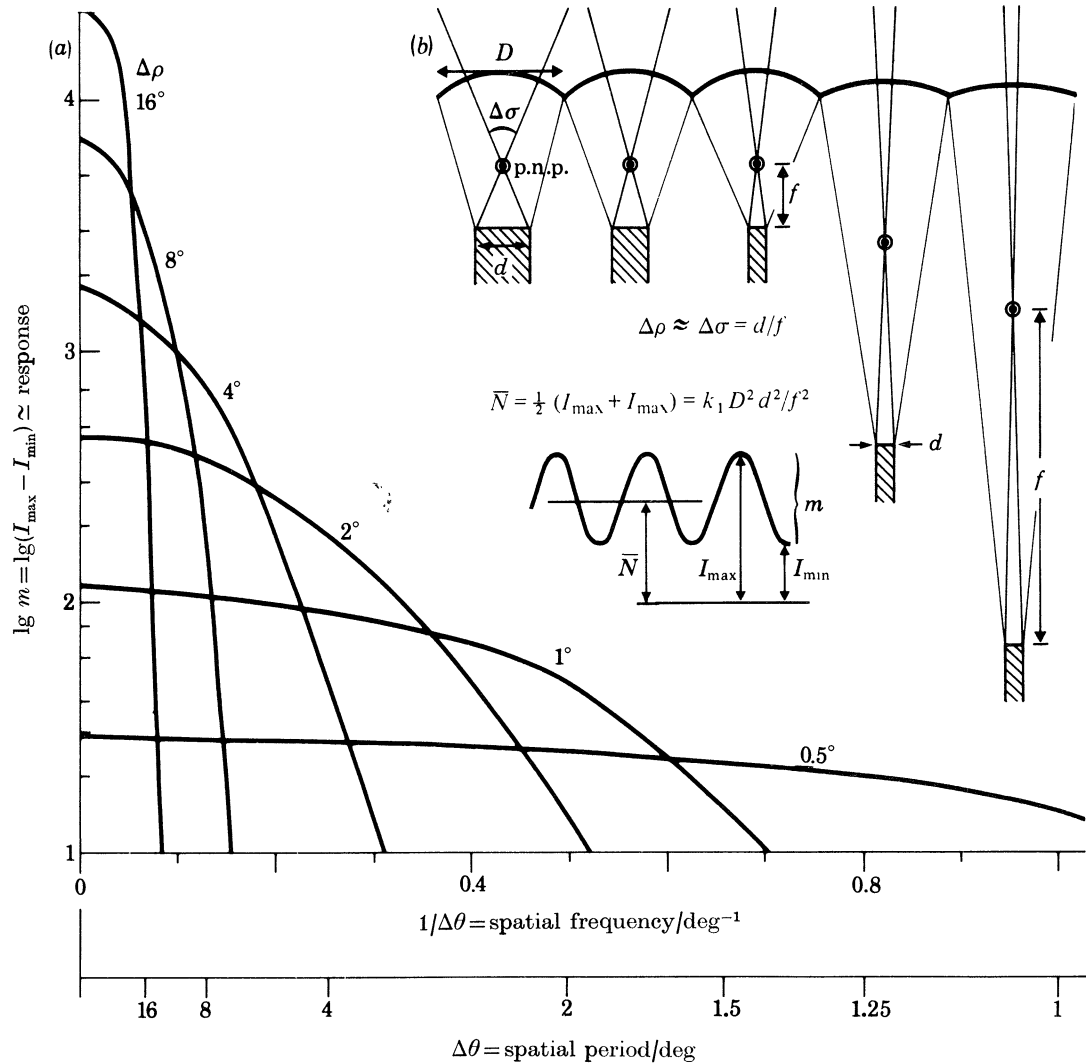 (a)
(b)
D
Δρ
16°
4
Δσ
p.n.p.
f
d
8°
Δρ ≈ Δσ = d/f
3
4°
N̄ = ½ (I_max + I_max) = k₁ D² d²/f²
d
f
lg m = lg(I_max − I_min) ≃ response
2°
m
N̄
I_max
I_min
2
1°
0.5°
1
0
0.4
0.8
1/Δθ = spatial frequency/deg⁻¹
16
8
4
2
1.5
1.25
1
Δθ = spatial period/deg